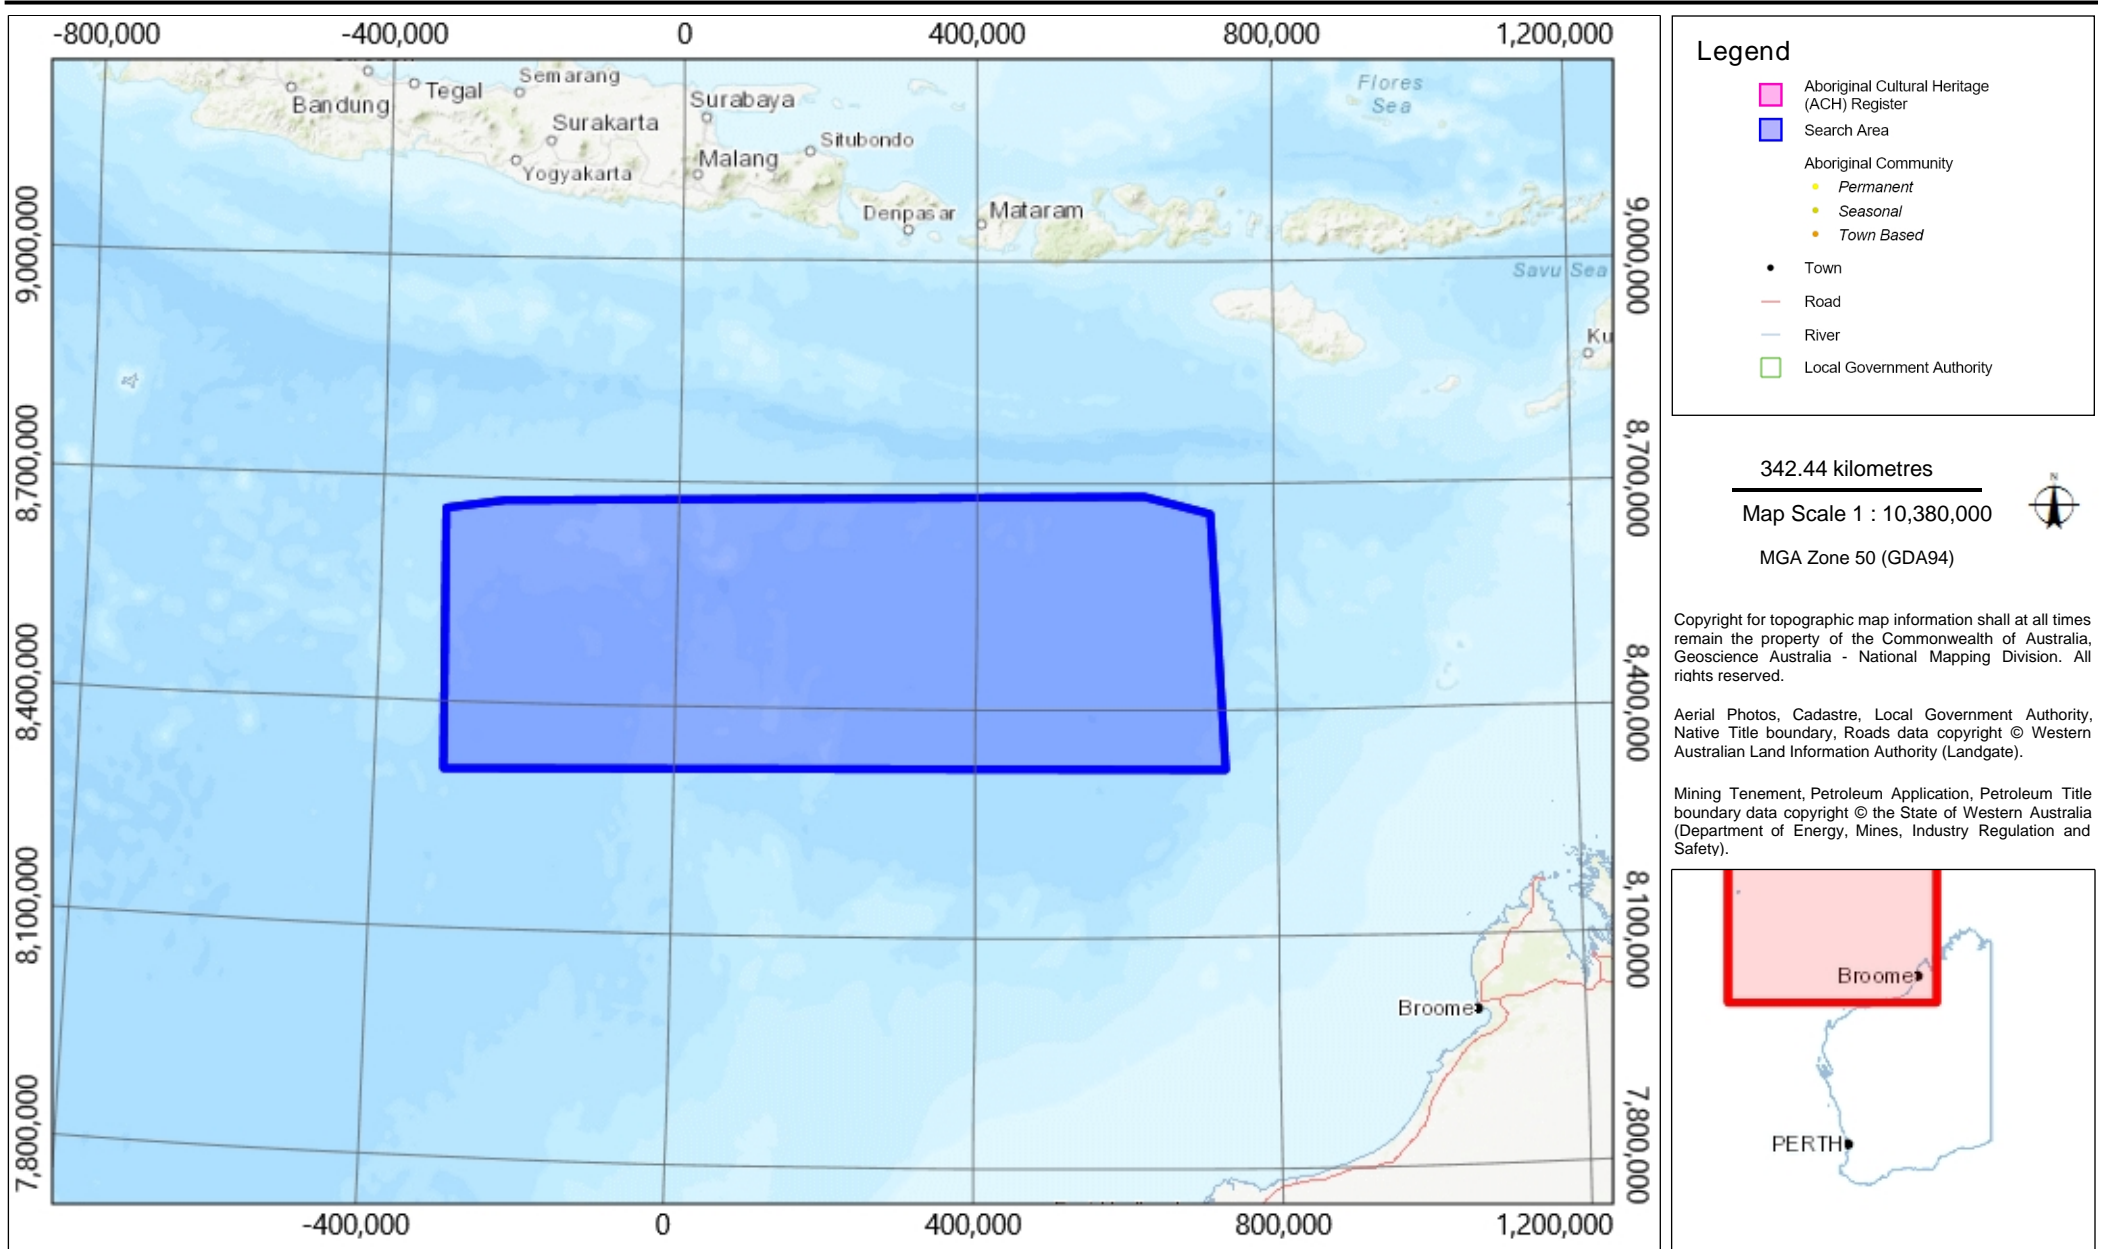 -800,000 -400,000 0 400,000 800,000 1,200,000
Semarang
Tegal
Bandung
Surabaya
Flores
Sea
Surakarta
Situbondo
Malang
Yogyakarta
Denpasar
Mataram
9,000,000
9,000,000
Savu Sea
Ku
8,700,000
8,700,000
8,400,000
8,400,000
8,100,000
8,100,000
Broome
7,800,000
7,800,000
-400,000 0 400,000 800,000 1,200,000
Legend
Aboriginal Cultural Heritage
(ACH) Register
Search Area
Aboriginal Community
Permanent
Seasonal
Town Based
Town
Road
River
Local Government Authority
342.44 kilometres
Map Scale 1 : 10,380,000
MGA Zone 50 (GDA94)
N
Copyright for topographic map information shall at all times
remain the property of the Commonwealth of Australia,
Geoscience Australia - National Mapping Division. All
rights reserved.
Aerial Photos, Cadastre, Local Government Authority,
Native Title boundary, Roads data copyright © Western
Australian Land Information Authority (Landgate).
Mining Tenement, Petroleum Application, Petroleum Title
boundary data copyright © the State of Western Australia
(Department of Energy, Mines, Industry Regulation and
Safety).
Broome
PERTH